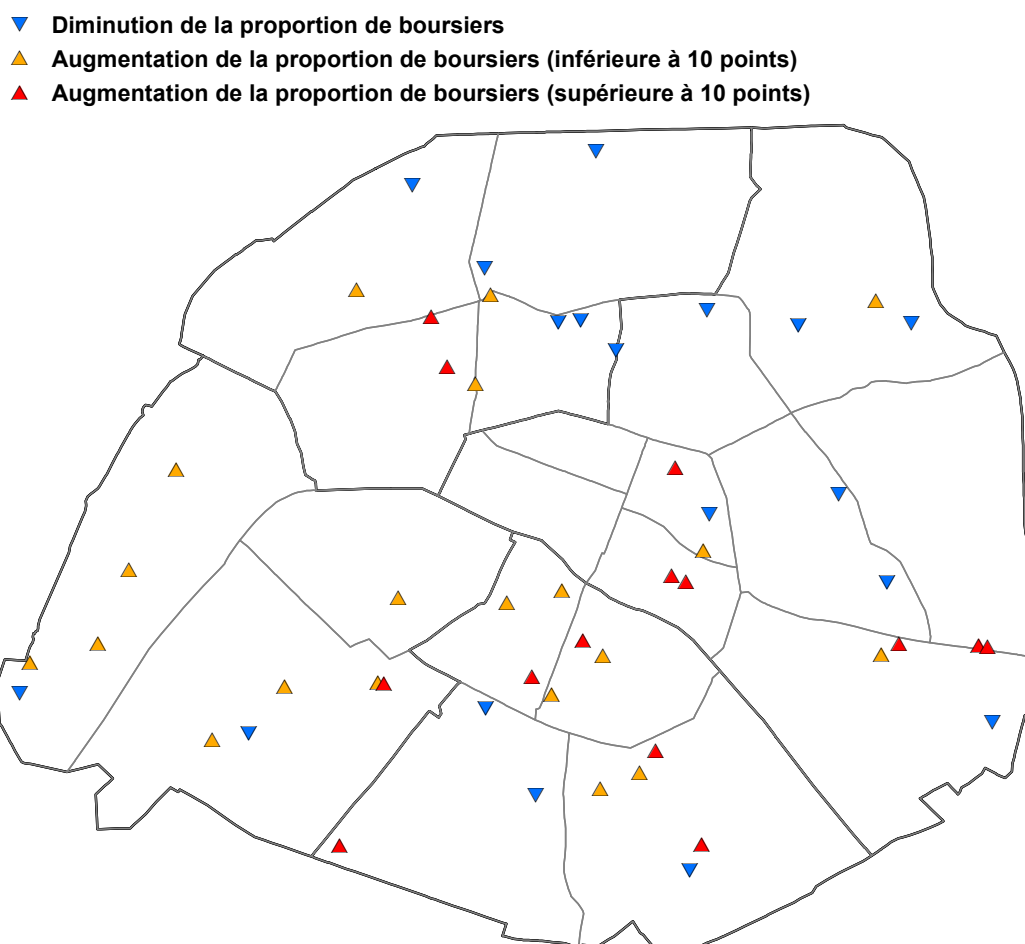 Diminution de la proportion de boursiers
Augmentation de la proportion de boursiers (inférieure à 10 points)
Augmentation de la proportion de boursiers (supérieure à 10 points)